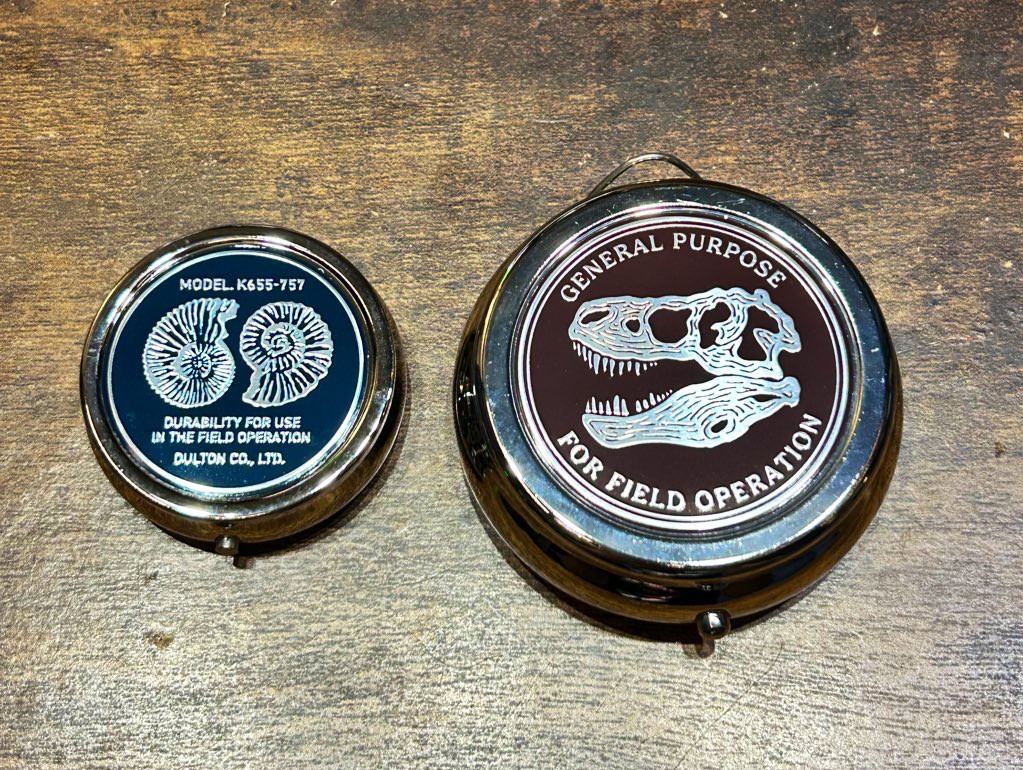 MODEL. K655-757
DURABILITY FOR USE
IN THE FIELD OPERATION
DULTON CO., LTD.
GENERAL PURPOSE
FOR FIELD OPERATION